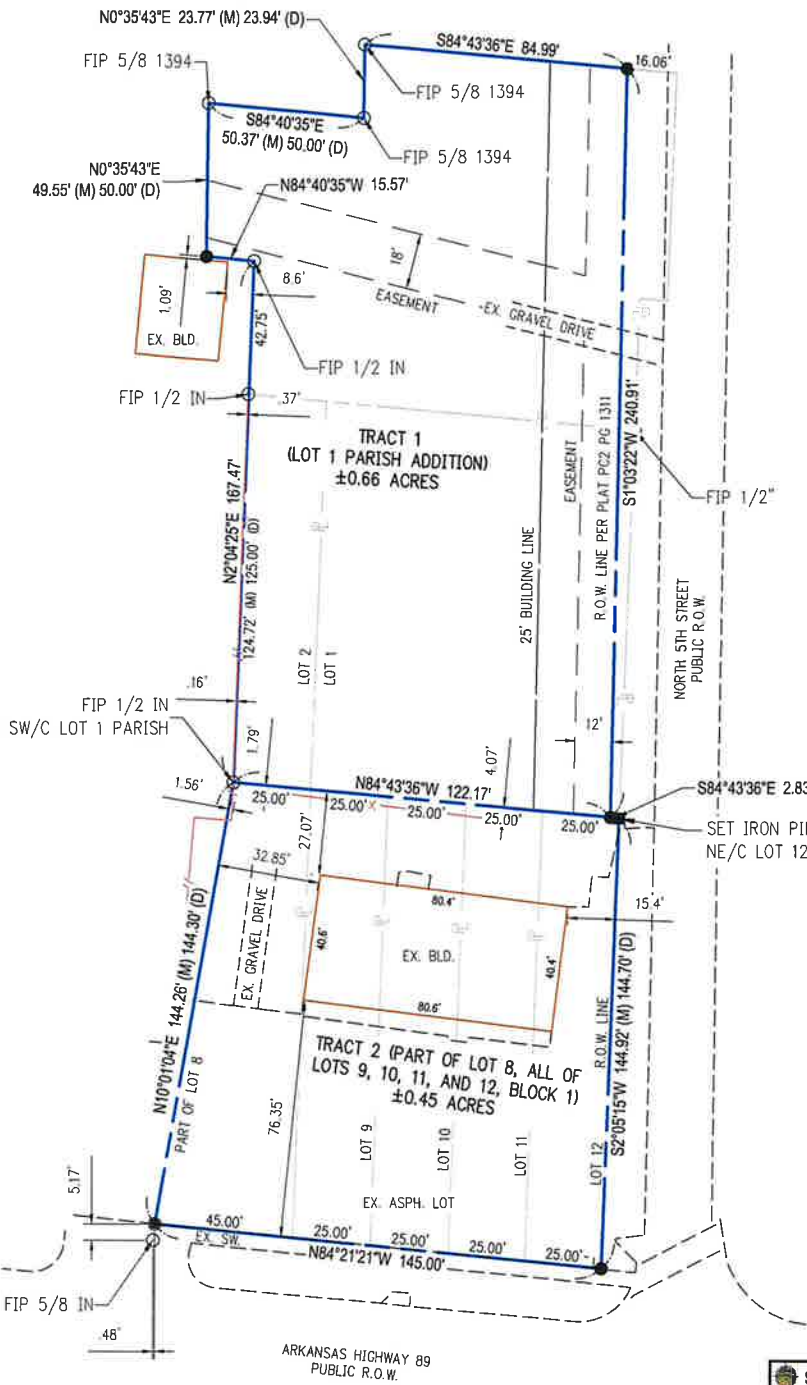 N0°35'43"E 23.77' (M) 23.94' (D)
S84°43'36"E 84.99'
16.06'
FIP 5/8 1394
FIP 5/8 1394
S84°40'35"E
50.37' (M) 50.00' (D)
FIP 5/8 1394
N0°35'43"E
49.55' (M) 50.00' (D)
N84°40'35"W 15.57'
18'
8.6'
1.09'
EASEMENT
EX. GRAVEL DRIVE
EX. BLD.
42.75'
FIP 1/2 IN
FIP 1/2 IN
.37'
TRACT 1
(LOT 1 PARISH ADDITION)
±0.66 ACRES
EASEMENT
R.O.W. LINE PER PLAT PC2 PG 1311
S1°03'22"W 240.91'
FIP 1/2"
N2°04'25"E 167.47'
124.72' (M) 125.00' (D)
25' BUILDING LINE
NORTH 5TH STREET
PUBLIC R.O.W.
LOT 2
LOT 1
.16'
FIP 1/2 IN
SW/C LOT 1 PARISH
1.79'
12'
4.07'
1.56'
N84°43'36"W 122.17'
S84°43'36"E 2.83
25.00'
25.00'
25.00'
25.00'
25.00'
SET IRON PI
NE/C LOT 12
27.07'
32.85'
80.4'
15.4'
EX. GRAVEL DRIVE
40.6'
EX. BLD.
40.4'
80.6'
N10°01'04"E 144.26' (M) 144.30' (D)
PART OF LOT 8
TRACT 2 (PART OF LOT 8, ALL OF
LOTS 9, 10, 11, AND 12, BLOCK 1)
±0.45 ACRES
R.O.W. LINE
S2°05'15"W 144.92' (M) 144.70' (D)
76.35'
LOT 9
LOT 10
LOT 11
LOT 12
EX. ASPH. LOT
5.17'
45.00'
EX. SW.
25.00'
25.00'
25.00'
25.00'
N84°21'21"W 145.00'
FIP 5/8 IN
.48'
ARKANSAS HIGHWAY 89
PUBLIC R.O.W.
S